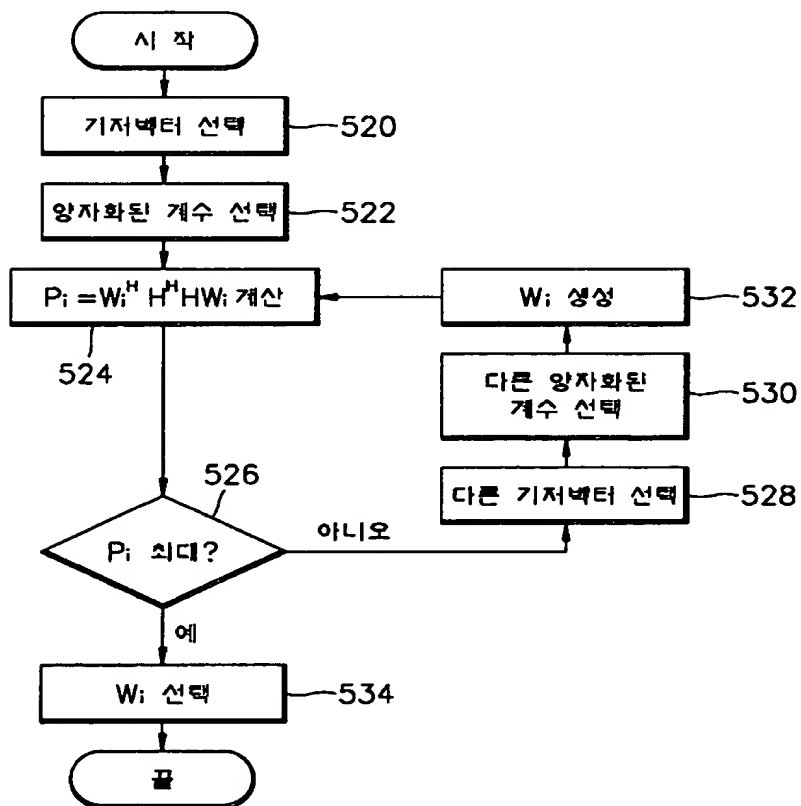 시 작
기저벡터 선택
520
양자화된 계수 선택
522
Pi = Wi^H H^H HWi 계산
524
Wi 생성
532
다른 양자화된
계수 선택
530
다른 기저벡터 선택
528
526
Pi 최대?
아니오
예
Wi 선택
534
끝